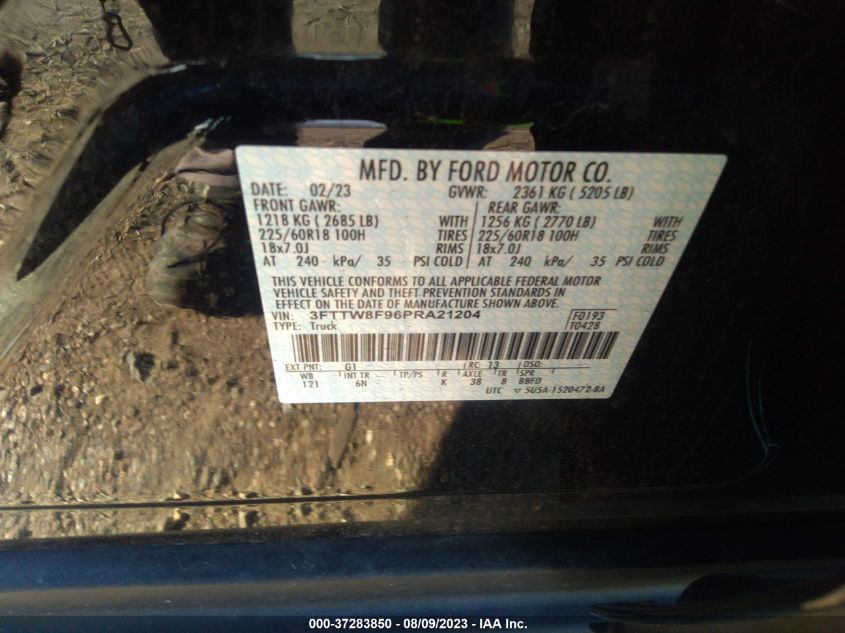 MFD. BY FORD MOTOR CO.
DATE: 02/23 GVWR: 2361 KG ( 5205 LB)
FRONT GAWR: REAR GAWR:
1218 KG ( 2685 LB) WITH 1256 KG ( 2770 LB) WITH
225/60R18 100H TIRES 225/60R18 100H TIRES
18x7.0J RIMS 18x7.0J RIMS
AT 240 kPa/ 35 PSI COLD AT 240 kPa/ 35 PSI COLD
THIS VEHICLE CONFORMS TO ALL APPLICABLE FEDERAL MOTOR
VEHICLE SAFETY AND THEFT PREVENTION STANDARDS IN
EFFECT ON THE DATE OF MANUFACTURE SHOWN ABOVE.
VIN: 3FTTW8F96PRA21204 F0193
TYPE: Truck T0428
EXT PNT: G1 RC: 13 DSO:
WB INT TR TP/PS R AXLE TR SPR
121 6N K 38 8 BBFD
UTC 5U5A-1520472-BA
000-37283850 - 08/09/2023 - IAA Inc.